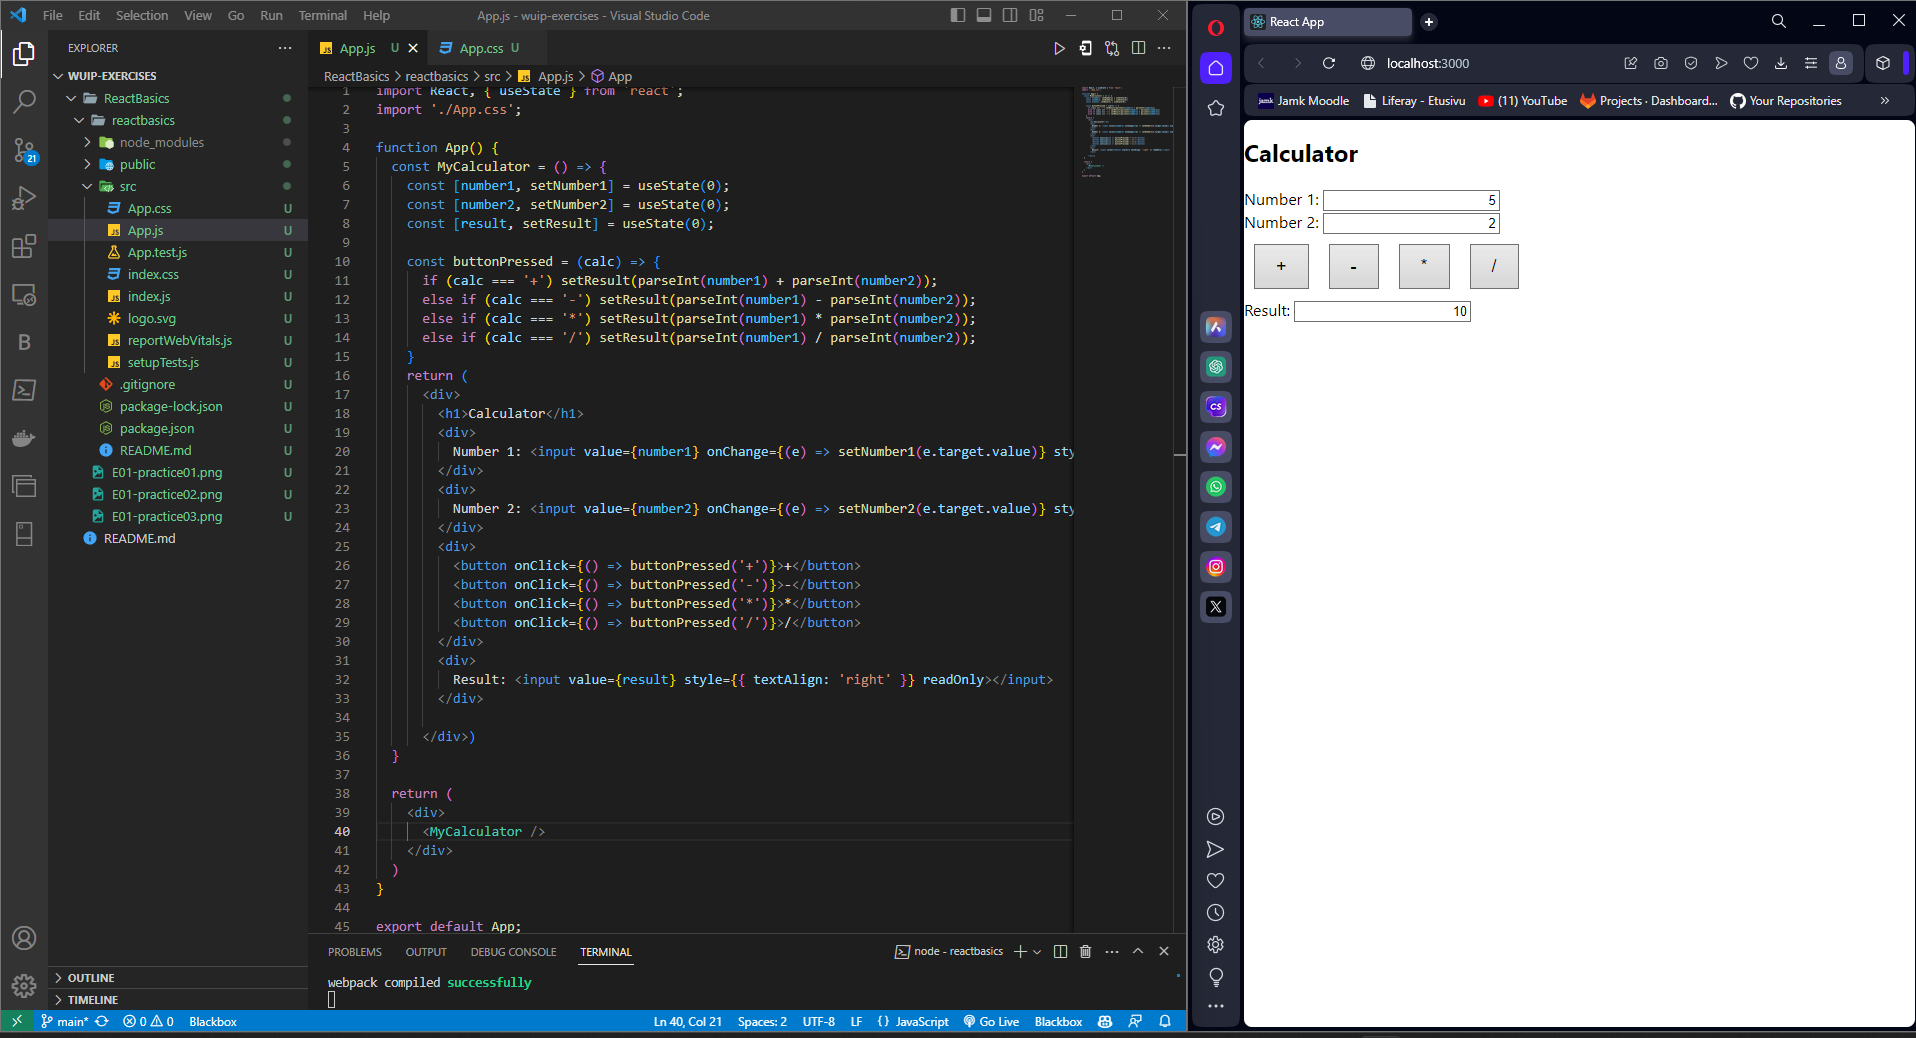 File Edit Selection View Go Run Terminal Help
App.js - wuip-exercises - Visual Studio Code
EXPLORER
WUIP-EXERCISES
ReactBasics
reactbasics
node_modules
public
src
App.css U
App.js U
App.test.js U
index.css U
index.js U
logo.svg U
reportWebVitals.js U
setupTests.js U
.gitignore U
package-lock.json U
package.json U
README.md U
E01-practice01.png U
E01-practice02.png U
E01-practice03.png U
README.md
OUTLINE
TIMELINE
21
App.js U
App.css U
ReactBasics > reactbasics > src > App.js > App
1 import React, { useState } from 'react';
2 import './App.css';
3
4 function App() {
5 const MyCalculator = () => {
6 const [number1, setNumber1] = useState(0);
7 const [number2, setNumber2] = useState(0);
8 const [result, setResult] = useState(0);
9
10 const buttonPressed = (calc) => {
11 if (calc === '+') setResult(parseInt(number1) + parseInt(number2));
12 else if (calc === '-') setResult(parseInt(number1) - parseInt(number2));
13 else if (calc === '*') setResult(parseInt(number1) * parseInt(number2));
14 else if (calc === '/') setResult(parseInt(number1) / parseInt(number2));
15 }
16 return (
17 <div>
18 <h1>Calculator</h1>
19 <div>
20 Number 1: <input value={number1} onChange={(e) => setNumber1(e.target.value)} sty
21 </div>
22 <div>
23 Number 2: <input value={number2} onChange={(e) => setNumber2(e.target.value)} sty
24 </div>
25 <div>
26 <button onClick={() => buttonPressed('+')}>+</button>
27 <button onClick={() => buttonPressed('-')}>-</button>
28 <button onClick={() => buttonPressed('*')}>*</button>
29 <button onClick={() => buttonPressed('/')}>/</button>
30 </div>
31 <div>
32 Result: <input value={result} style={{ textAlign: 'right' }} readOnly></input>
33 </div>
34
35 </div>)
36 }
37
38 return (
39 <div>
40 <MyCalculator />
41 </div>
42 )
43 }
44
45 export default App;
PROBLEMS OUTPUT DEBUG CONSOLE TERMINAL
node - reactbasics
webpack compiled successfully
main* 0 0 Blackbox
Ln 40, Col 21 Spaces: 2 UTF-8 LF {} JavaScript Go Live Blackbox
React App
localhost:3000
jamk Jamk Moodle Liferay - Etusivu (11) YouTube Projects · Dashboard... Your Repositories »
CS
Calculator
Number 1: 5
Number 2: 2
+ - * /
Result: 10